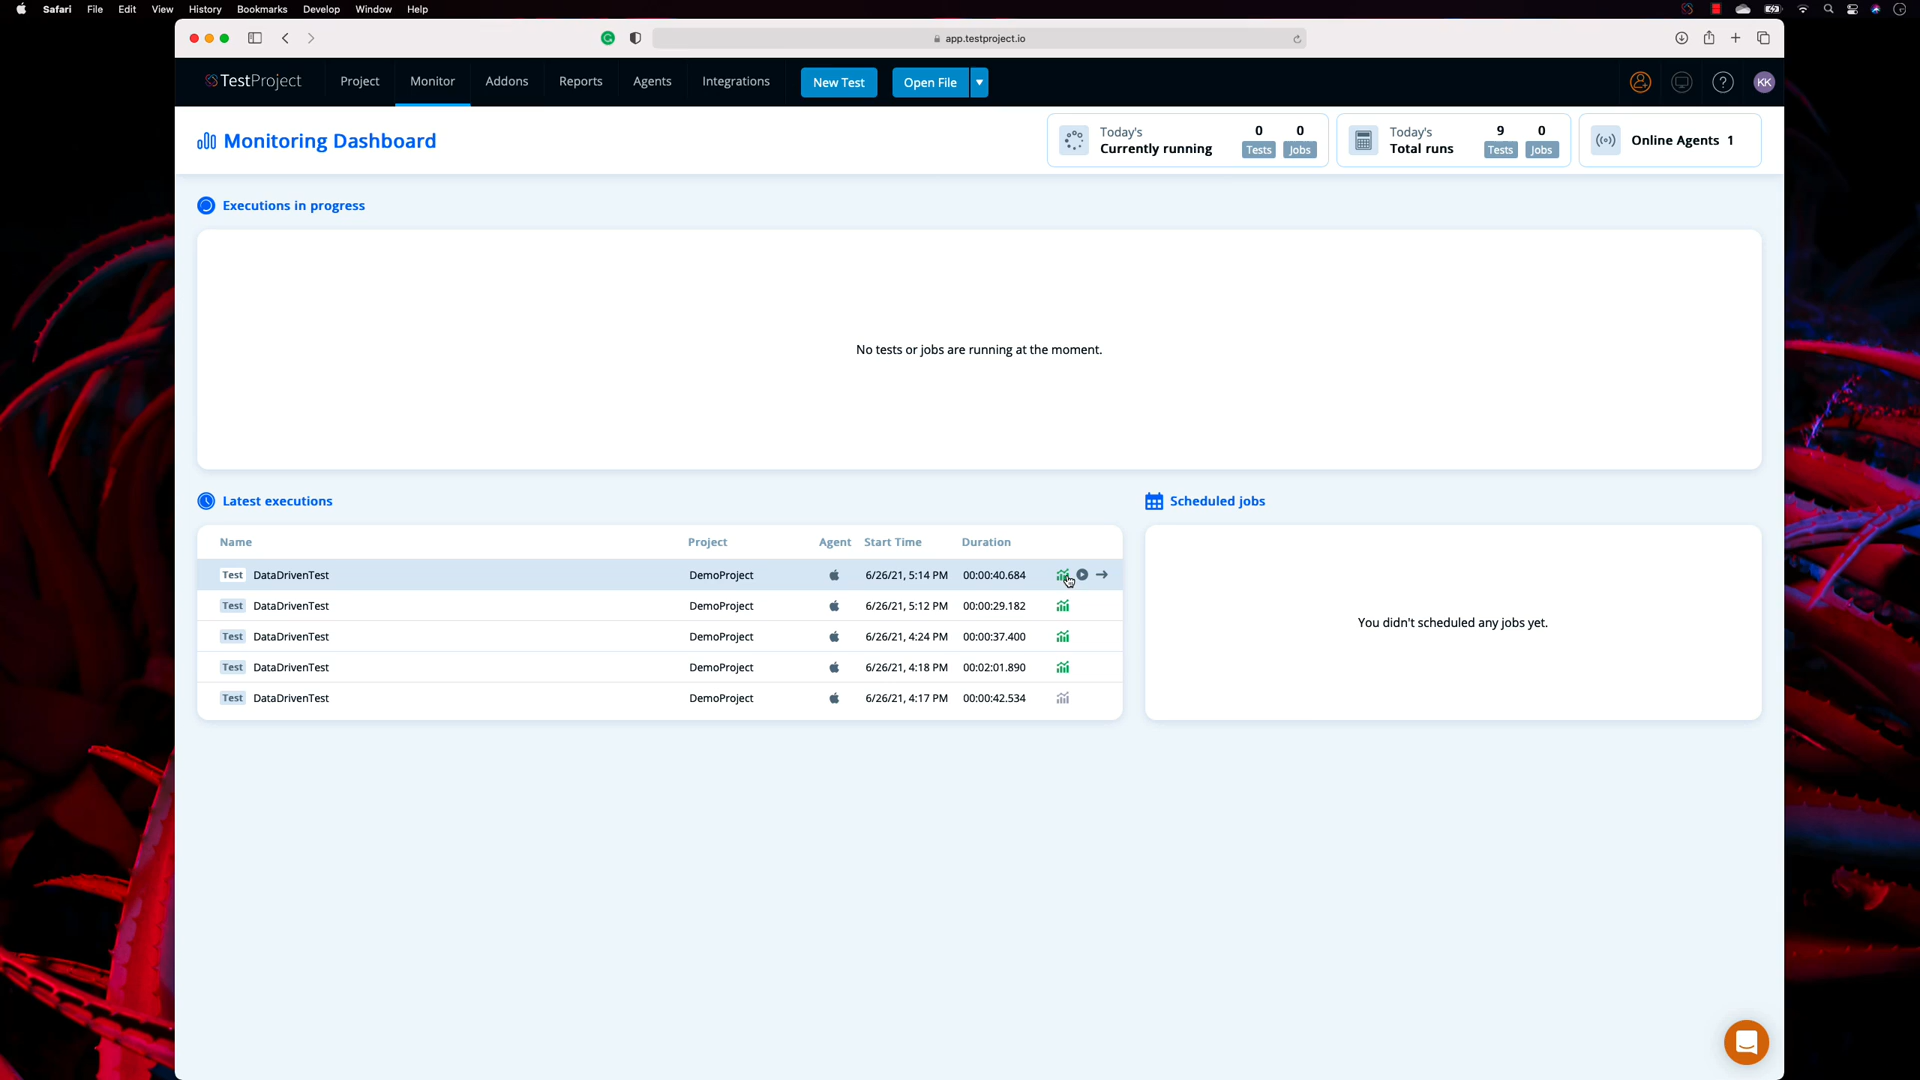 Safari File Edit View History Bookmarks Develop Window Help
app.testproject.io
TestProject Project Monitor Addons Reports Agents Integrations New Test Open File KK
Monitoring Dashboard
Today's
Currently running
0 0
Tests Jobs
Today's
Total runs
9 0
Tests Jobs
Online Agents 1
Executions in progress
No tests or jobs are running at the moment.
Latest executions
Name Project Agent Start Time Duration
Test DataDrivenTest DemoProject 6/26/21, 5:14 PM 00:00:40.684
Test DataDrivenTest DemoProject 6/26/21, 5:12 PM 00:00:29.182
Test DataDrivenTest DemoProject 6/26/21, 4:24 PM 00:00:37.400
Test DataDrivenTest DemoProject 6/26/21, 4:18 PM 00:02:01.890
Test DataDrivenTest DemoProject 6/26/21, 4:17 PM 00:00:42.534
Scheduled jobs
You didn't scheduled any jobs yet.